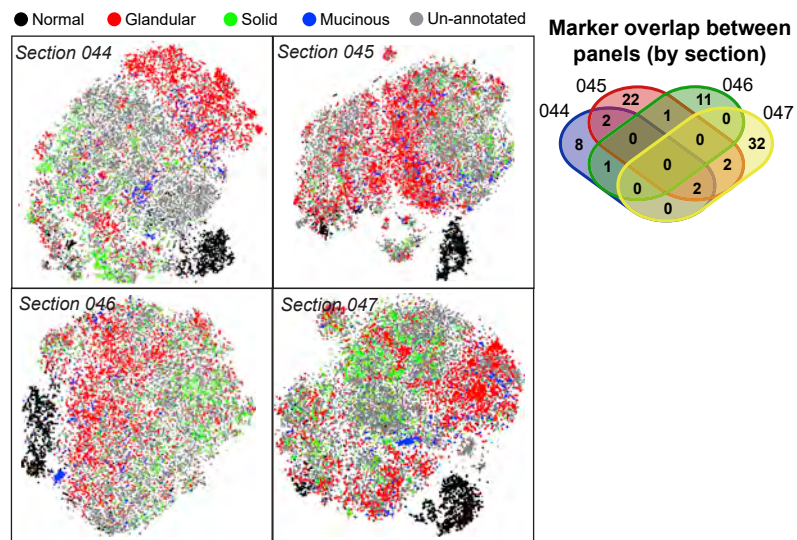 Normal Glandular Solid Mucinous Un-annotated
Section 044
Section 045
Section 046
Section 047
Marker overlap between
panels (by section)
045 046
044 047
22 11
2 1 0
8 0 0 32
1 0 2
0 2
0